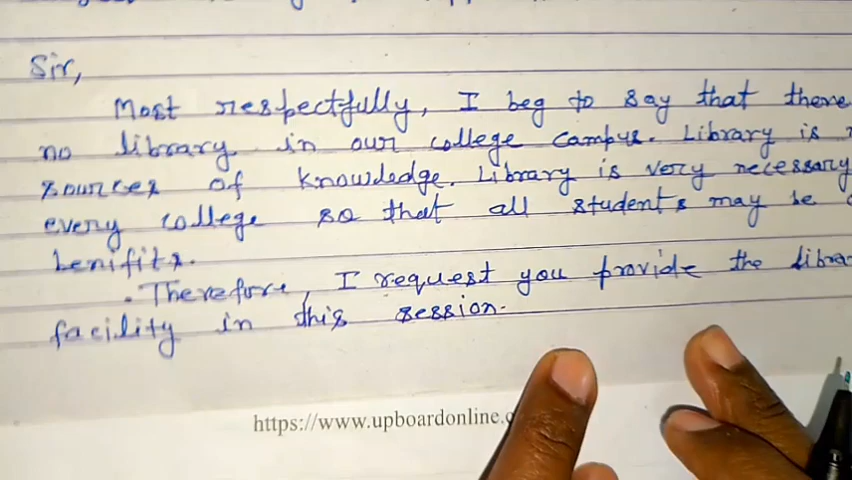 Sir,
Most respectfully, I beg to say that there
no library in our college campus. Library is
sources of knowledge. Library is very necessary
every college so that all students may be
benifits.
Therefore, I request you provide the libra
facility in this session.
https://www.upboardonline.